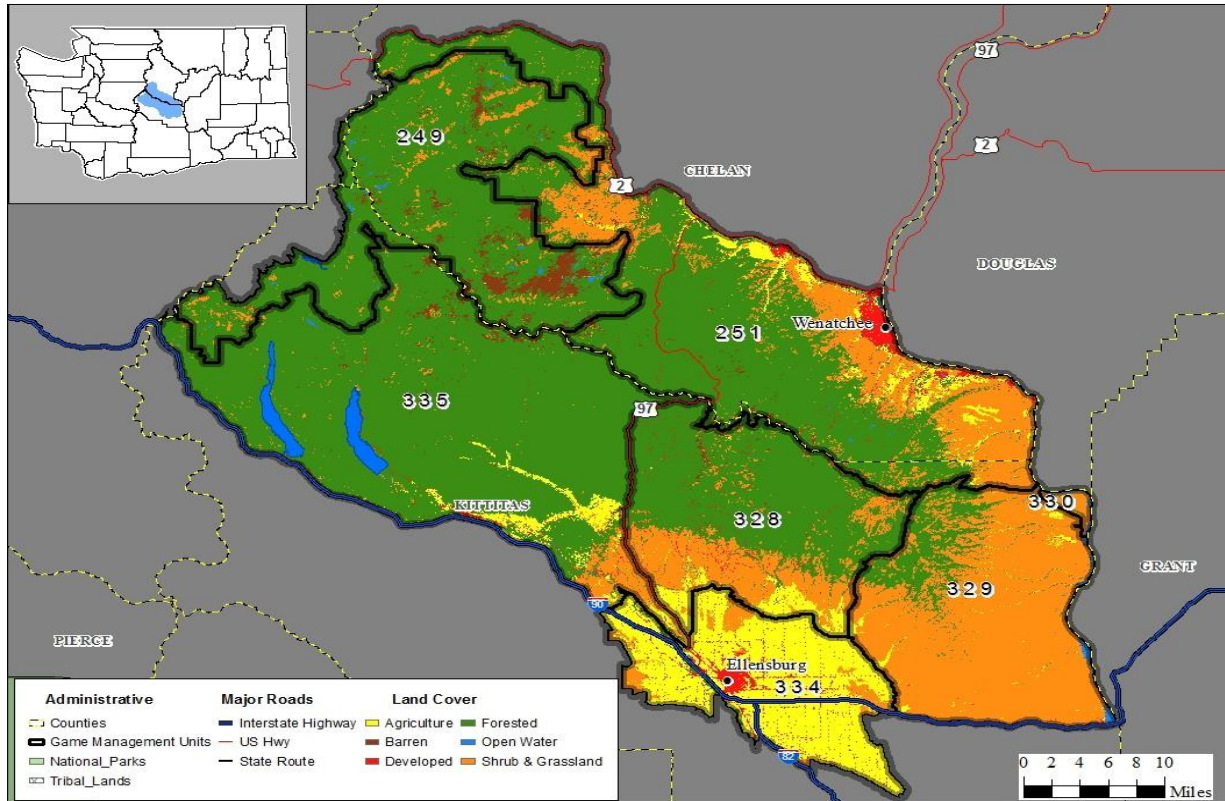 97
2
249
CHELAN
2
DOUGLAS
Wenatchee
251
335
97
KITTITAS
328
330
329
GRANT
90
PIERCE
Ellensburg
334
82
Administrative
Counties
Game Management Units
National_Parks
Tribal_Lands
Major Roads
Interstate Highway
US Hwy
State Route
Land Cover
Agriculture
Barren
Developed
Forested
Open Water
Shrub & Grassland
0 2 4 6 8 10
Miles